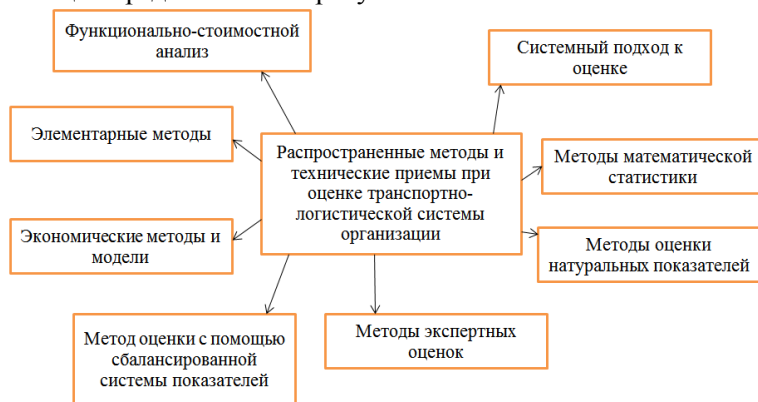 Функционально-стоимостной
анализ
Системный подход к
оценке
Элементарные методы
Распространенные методы и
технические приемы при
оценке транспортно-
логистической системы
организации
Методы математической
статистики
Экономические методы и
модели
Методы оценки
натуральных показателей
Метод оценки с помощью
сбалансированной
системы показателей
Методы экспертных
оценок